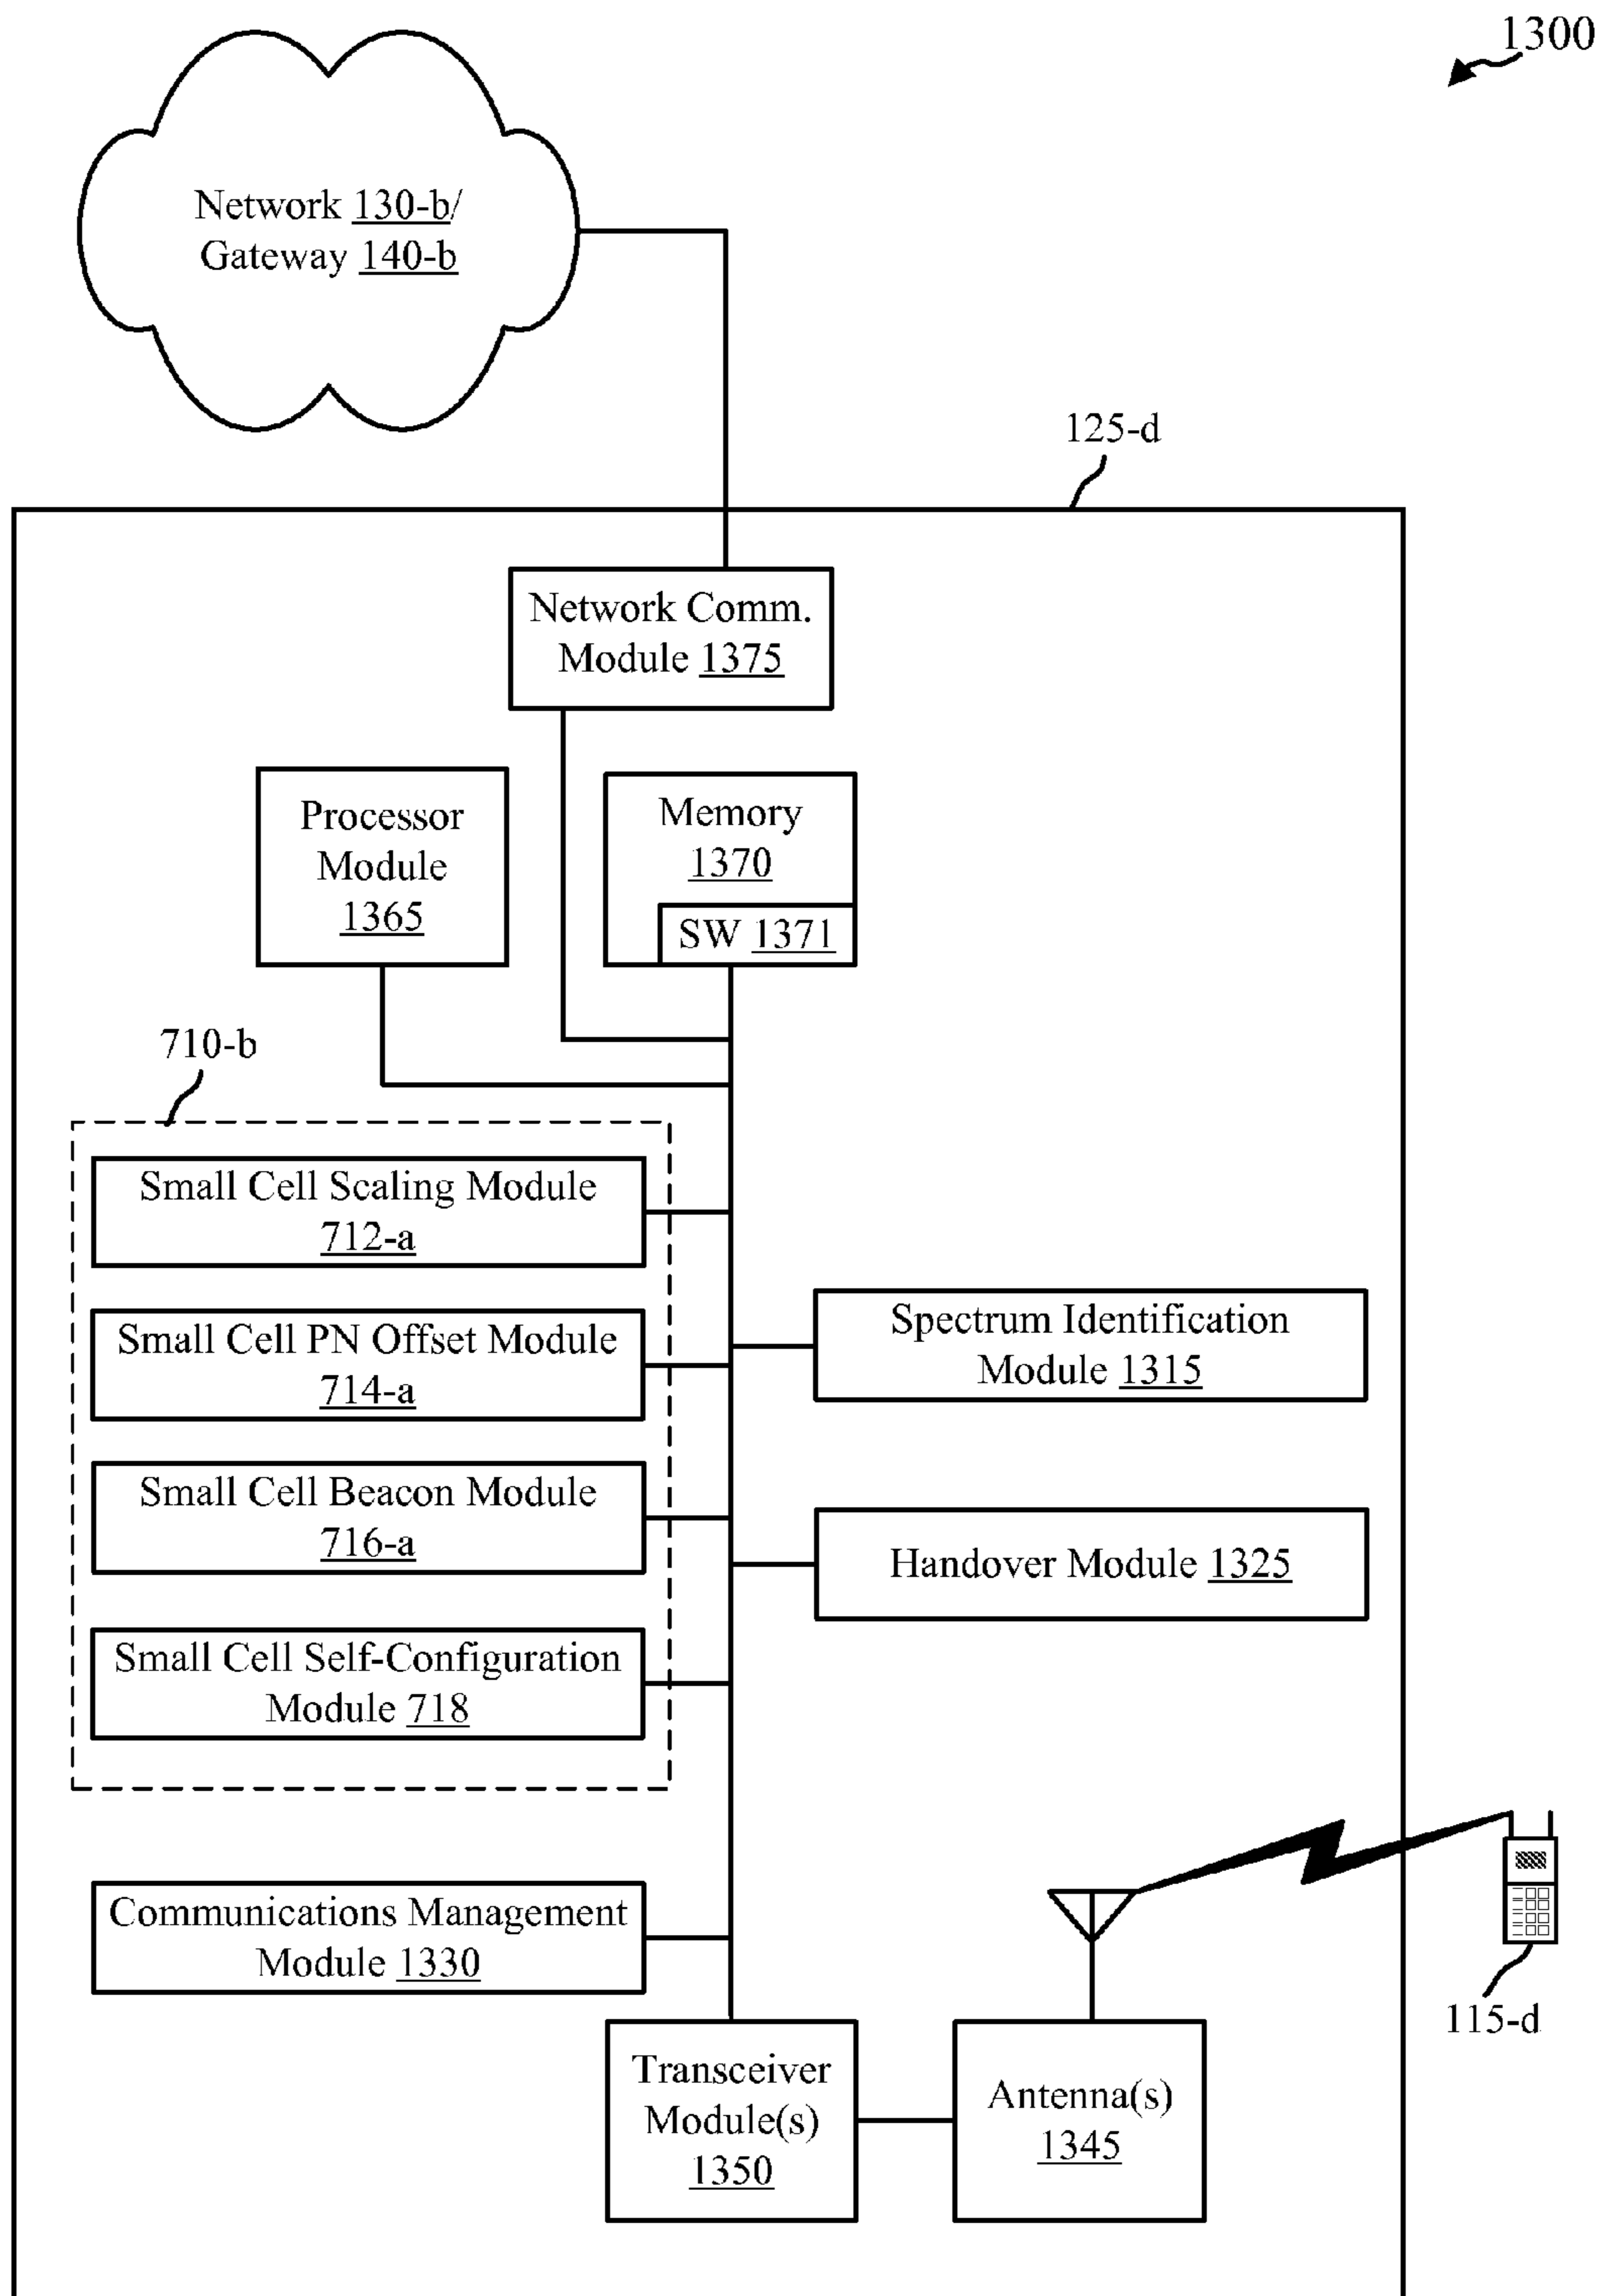 1300
Network 130-b/
Gateway 140-b
125-d
Network Comm.
Module 1375
Processor
Module
1365
Memory
1370
SW 1371
710-b
Small Cell Scaling Module
712-a
Small Cell PN Offset Module
714-a
Small Cell Beacon Module
716-a
Small Cell Self-Configuration
Module 718
Spectrum Identification
Module 1315
Handover Module 1325
Communications Management
Module 1330
Transceiver
Module(s)
1350
Antenna(s)
1345
115-d